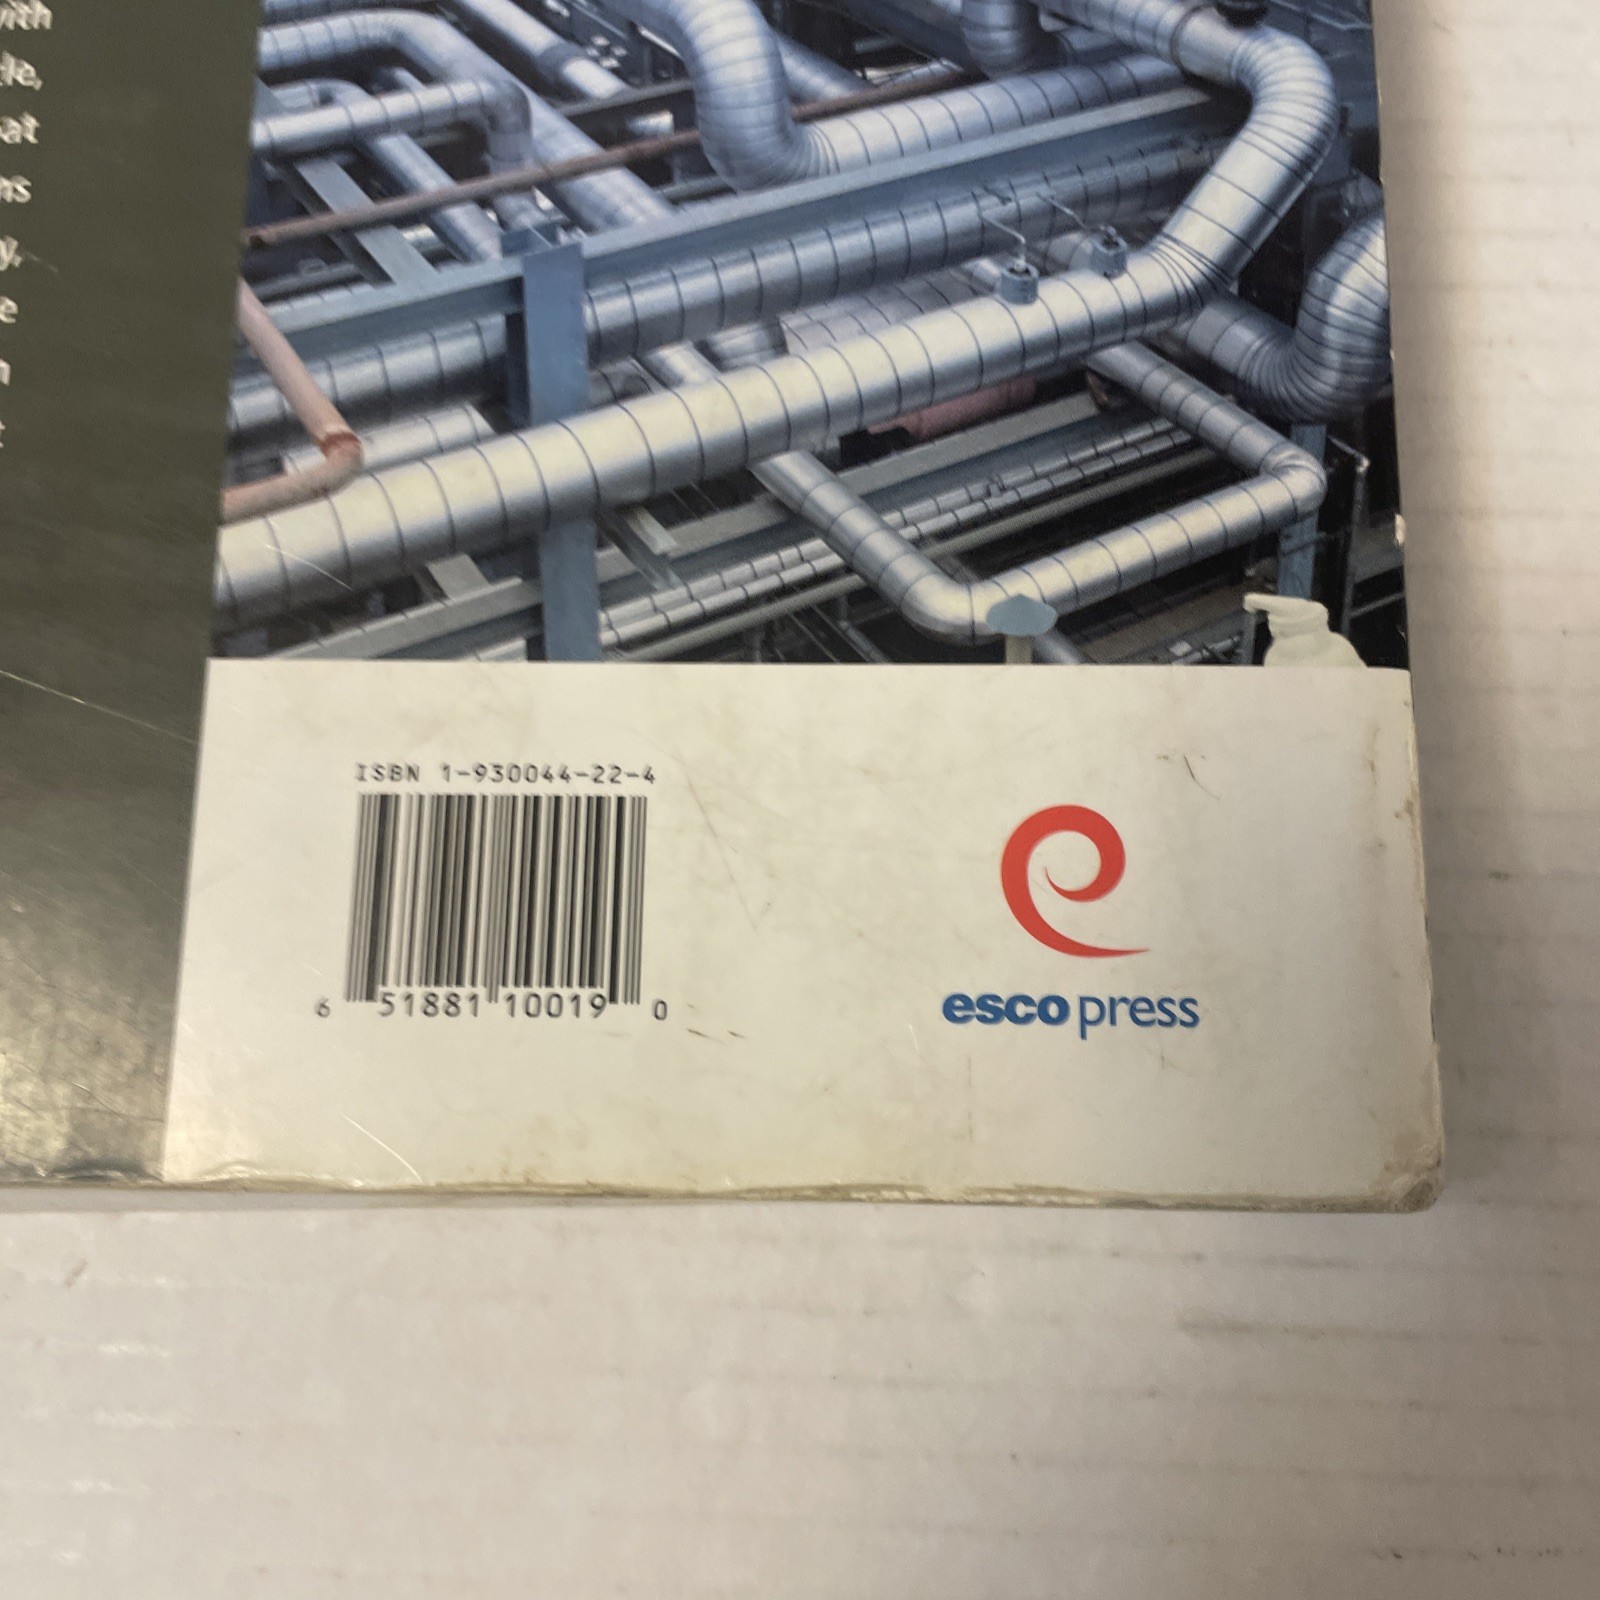 ISBN 1-930044-22-4
6 51881 10019 0
esco press